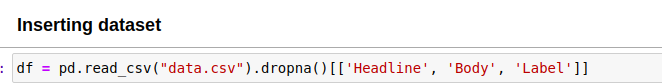 Inserting dataset
: df = pd.read_csv("data.csv").dropna()[['Headline', 'Body', 'Label']]